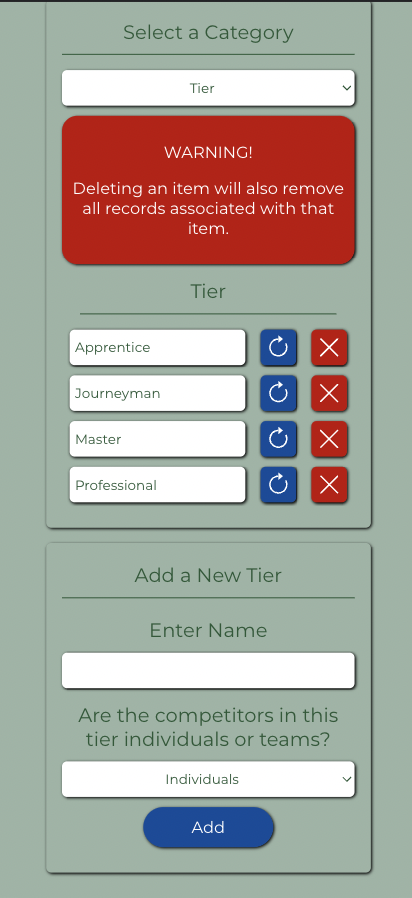 Select a Category
Tier
WARNING!
Deleting an item will also remove
all records associated with that
item.
Tier
Apprentice
Journeyman
Master
Professional
Add a New Tier
Enter Name
Are the competitors in this
tier individuals or teams?
Individuals
Add